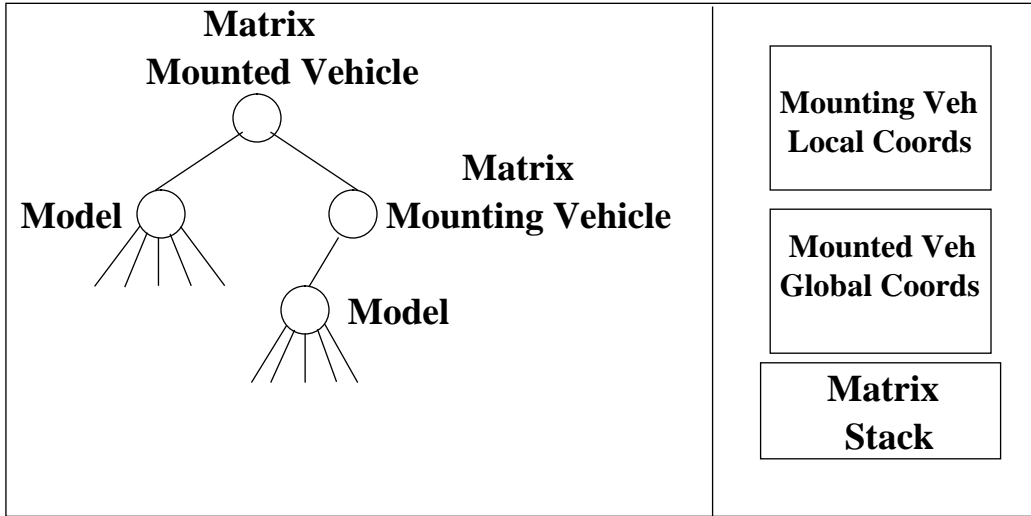 Matrix
Mounted Vehicle
Matrix
Model
Mounting Vehicle
Model
Mounting Veh
Local Coords
Mounted Veh
Global Coords
Matrix
Stack